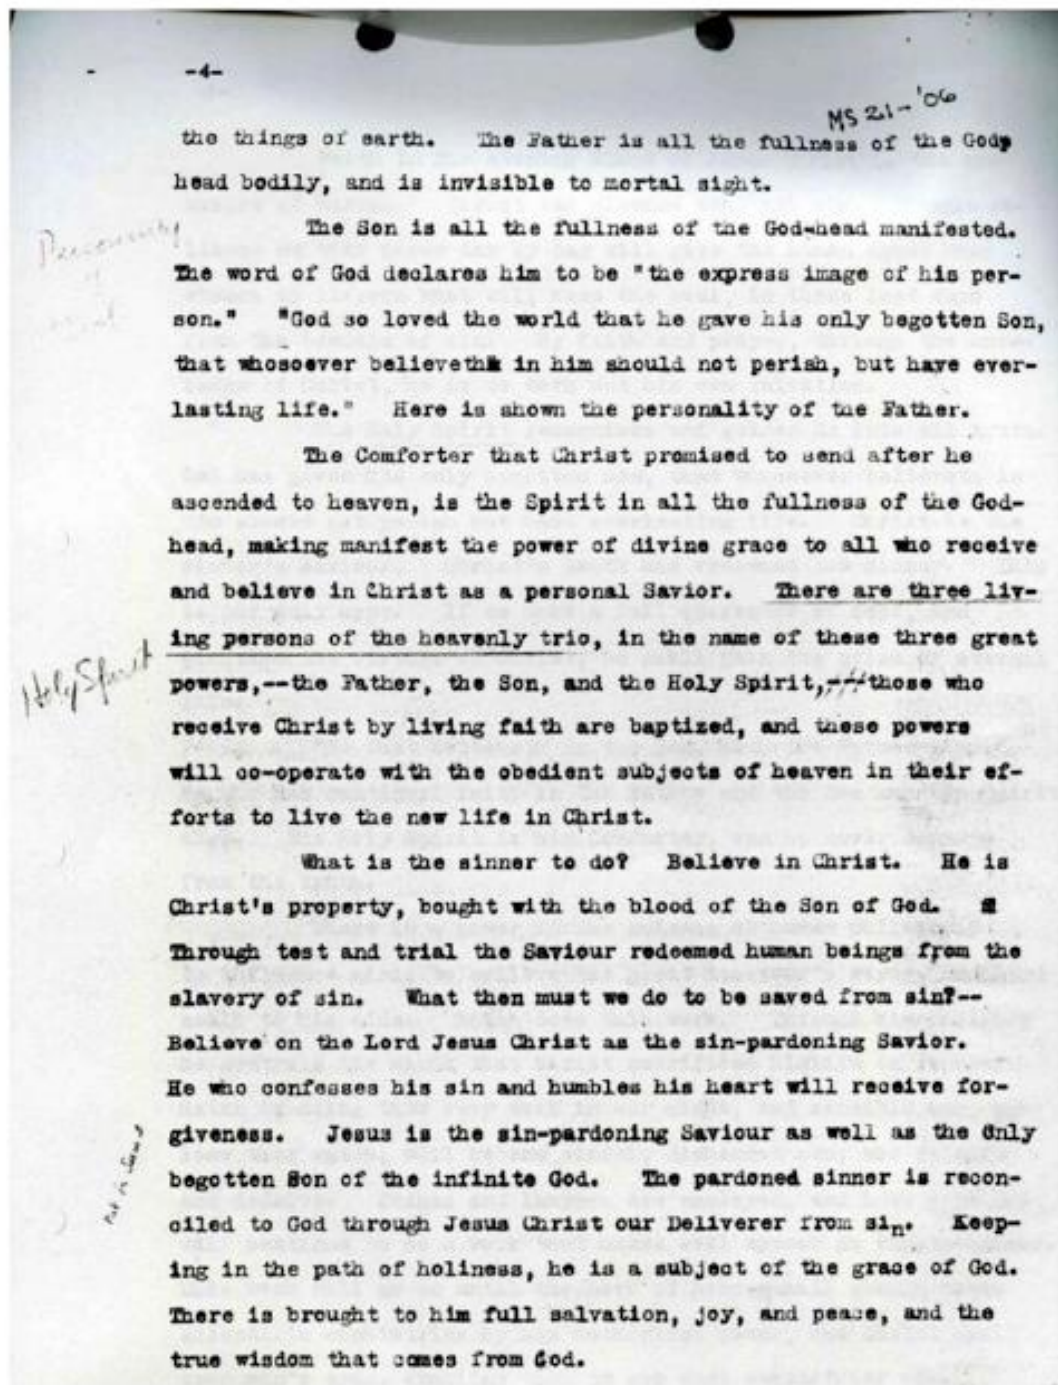 -4-
MS 21-'06
the things of earth. The Father is all the fullness of the God
head bodily, and is invisible to mortal sight.
The Son is all the fullness of the God-head manifested.
The word of God declares him to be "the express image of his per-
son." "God so loved the world that he gave his only begotten Son,
that whosoever believeth in him should not perish, but have ever-
lasting life." Here is shown the personality of the Father.
The Comforter that Christ promised to send after he
ascended to heaven, is the Spirit in all the fullness of the God-
head, making manifest the power of divine grace to all who receive
and believe in Christ as a personal Savior. There are three liv-
ing persons of the heavenly trio, in the name of these three great
Holy Spirit
powers,--the Father, the Son, and the Holy Spirit,--those who
receive Christ by living faith are baptized, and these powers
will co-operate with the obedient subjects of heaven in their ef-
forts to live the new life in Christ.
What is the sinner to do? Believe in Christ. He is
Christ's property, bought with the blood of the Son of God.
Through test and trial the Saviour redeemed human beings from the
slavery of sin. What then must we do to be saved from sin?--
Believe on the Lord Jesus Christ as the sin-pardoning Savior.
He who confesses his sin and humbles his heart will receive for-
giveness. Jesus is the sin-pardoning Saviour as well as the Only
begotten Son of the infinite God. The pardoned sinner is recon-
ciled to God through Jesus Christ our Deliverer from sin. Keep-
ing in the path of holiness, he is a subject of the grace of God.
There is brought to him full salvation, joy, and peace, and the
true wisdom that comes from God.